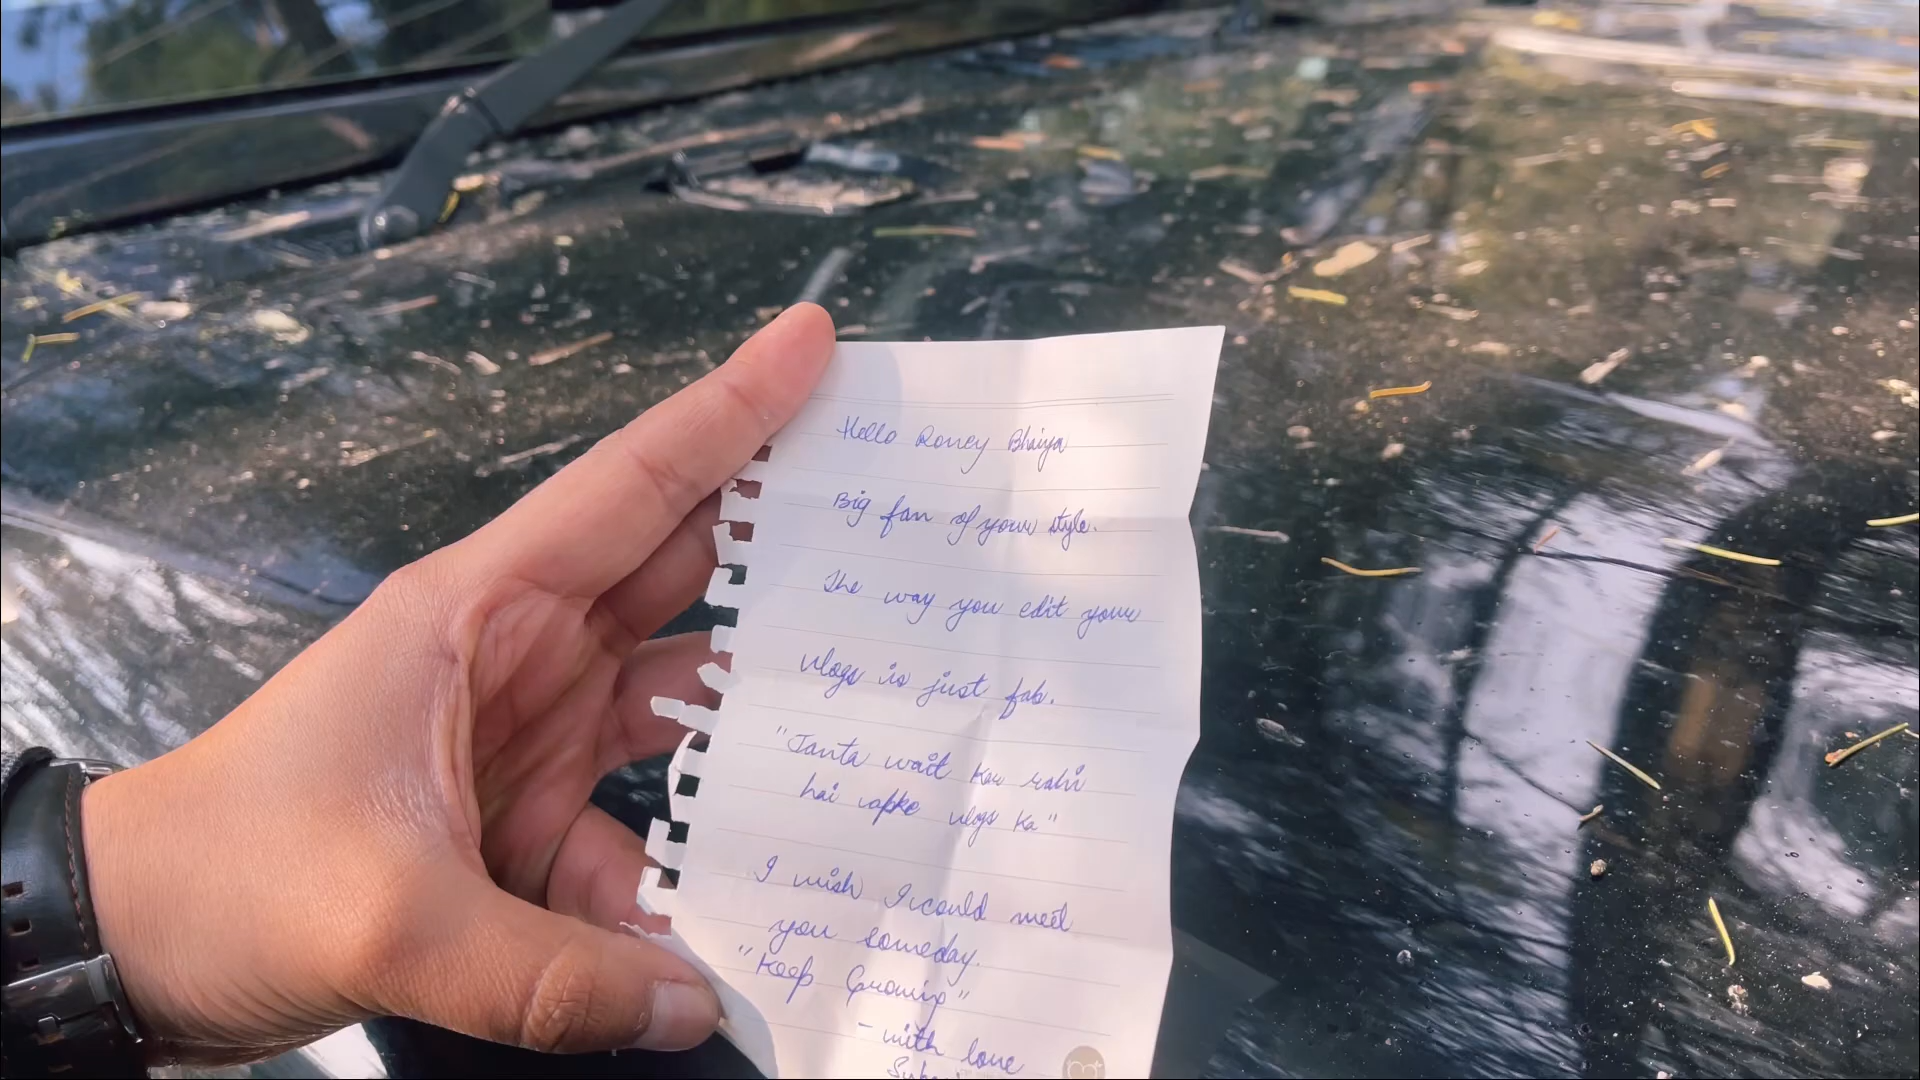 Hello Roney Bhaiya
Big fan of your style.
The way you edit your
vlogs is just fab.
"Janta wait kar rahi
hai aapke vlogs ka"
I wish I could meet
you someday.
"Keep Growing"
- with love